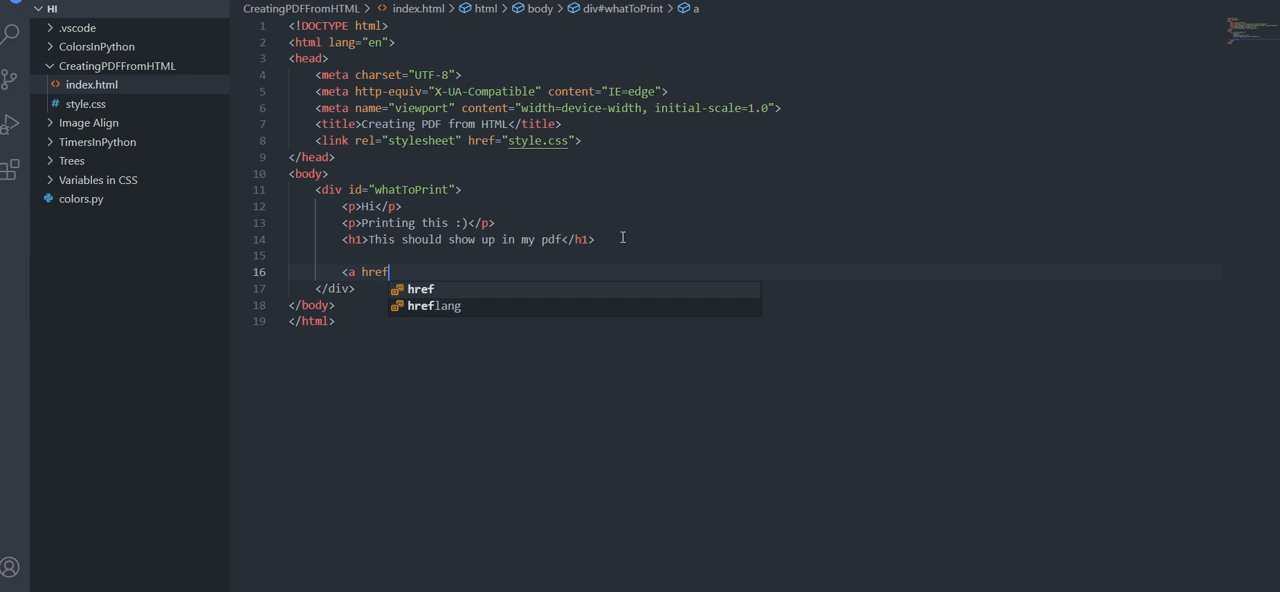 HI
.vscode
ColorsInPython
CreatingPDFFromHTML
index.html
style.css
Image Align
TimersInPython
Trees
Variables in CSS
colors.py
CreatingPDFFromHTML > index.html > html > body > div#whatToPrint > a
1 <!DOCTYPE html>
2 <html lang="en">
3 <head>
4 <meta charset="UTF-8">
5 <meta http-equiv="X-UA-Compatible" content="IE=edge">
6 <meta name="viewport" content="width=device-width, initial-scale=1.0">
7 <title>Creating PDF from HTML</title>
8 <link rel="stylesheet" href="style.css">
9 </head>
10 <body>
11 <div id="whatToPrint">
12 <p>Hi</p>
13 <p>Printing this :)</p>
14 <h1>This should show up in my pdf</h1>
15
16 <a href
17 </div>
href
18 </body>
hreflang
19 </html>